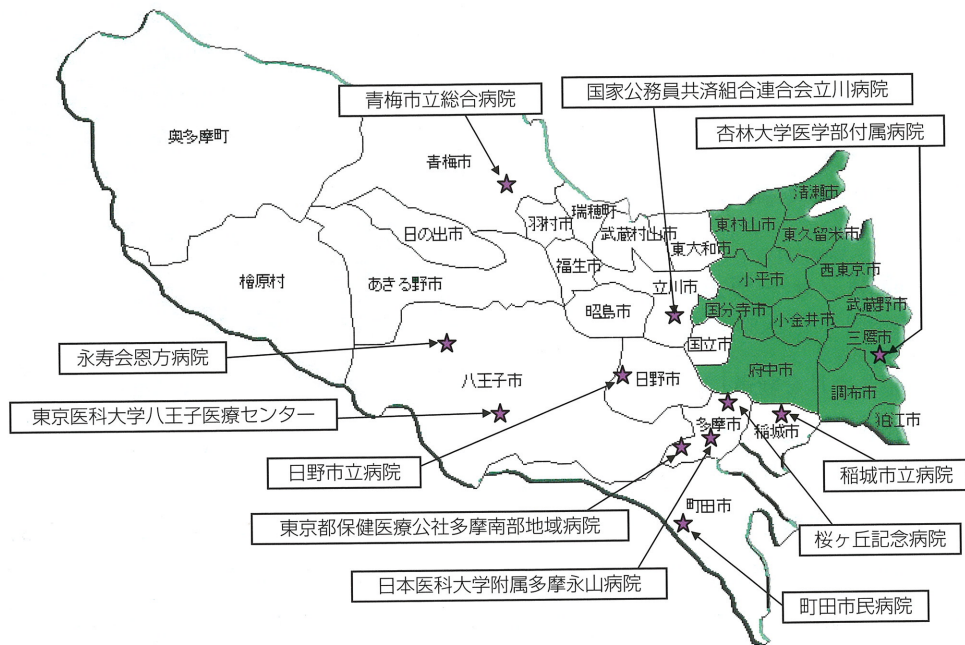 青梅市立総合病院
国家公務員共済組合連合会立川病院
杏林大学医学部付属病院
奥多摩町
青梅市
清瀬市
羽村市
瑞穂町
武蔵村山市
東大和市
東村山市
東久留米市
日の出市
福生市
小平市
西東京市
檜原村
あきる野市
立川市
昭島市
国分寺市
小金井市
武蔵野市
三鷹市
国立市
永寿会恩方病院
八王子市
日野市
府中市
調布市
東京医科大学八王子医療センター
多摩市
稲城市
狛江市
日野市立病院
稲城市立病院
町田市
東京都保健医療公社多摩南部地域病院
桜ヶ丘記念病院
日本医科大学附属多摩永山病院
町田市民病院